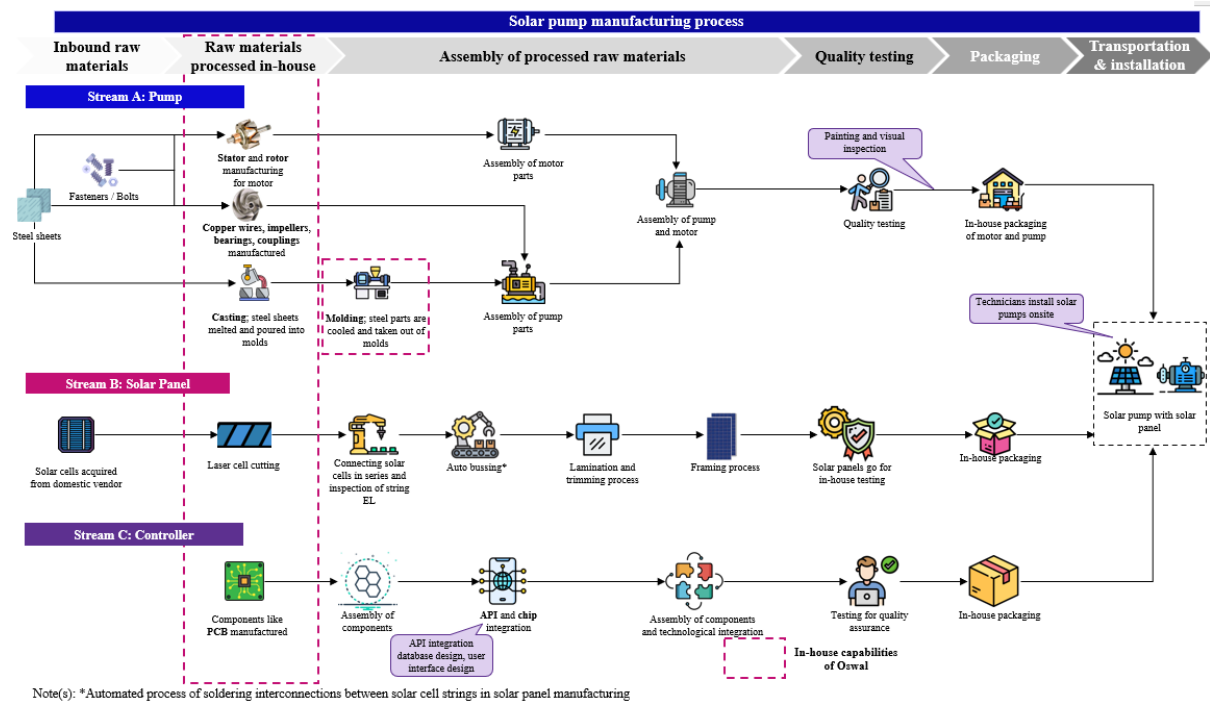 Solar pump manufacturing process
Inbound raw
materials
Raw materials
processed in-house
Assembly of processed raw materials
Quality testing
Packaging
Transportation
& installation
Stream A: Pump
Steel sheets
Fasteners / Bolts
Stator and rotor
manufacturing
for motor
Copper wires, impellers,
bearings, couplings
manufactured
Casting; steel sheets
melted and poured into
molds
Molding; steel parts are
cooled and taken out of
molds
Assembly of motor
parts
Assembly of pump
parts
Assembly of pump
and motor
Painting and visual
inspection
Quality testing
In-house packaging
of motor and pump
Technicians install solar
pumps onsite
Solar pump with solar
panel
Stream B: Solar Panel
Solar cells acquired
from domestic vendor
Laser cell cutting
Connecting solar
cells in series and
inspection of string
EL
Auto bussing*
Lamination and
trimming process
Framing process
Solar panels go for
in-house testing
In-house packaging
Stream C: Controller
Components like
PCB manufactured
Assembly of
components
API and chip
integration
API integration
database design, user
interface design
Assembly of components
and technological integration
Testing for quality
assurance
In-house packaging
In-house capabilities
of Oswal
Note(s): *Automated process of soldering interconnections between solar cell strings in solar panel manufacturing